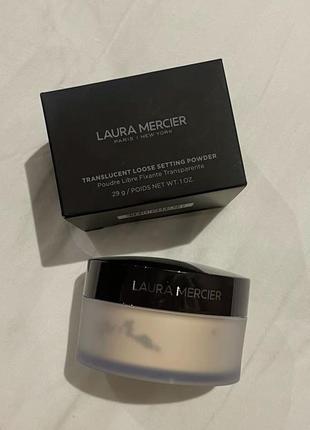 LAURA MERCIER
PARIS | NEW YORK
TRANSLUCENT LOOSE SETTING POWDER
Poudre Libre Fixante Transparente
29 g / POIDS NET WT. 1 OZ.
LAURA MERCIER